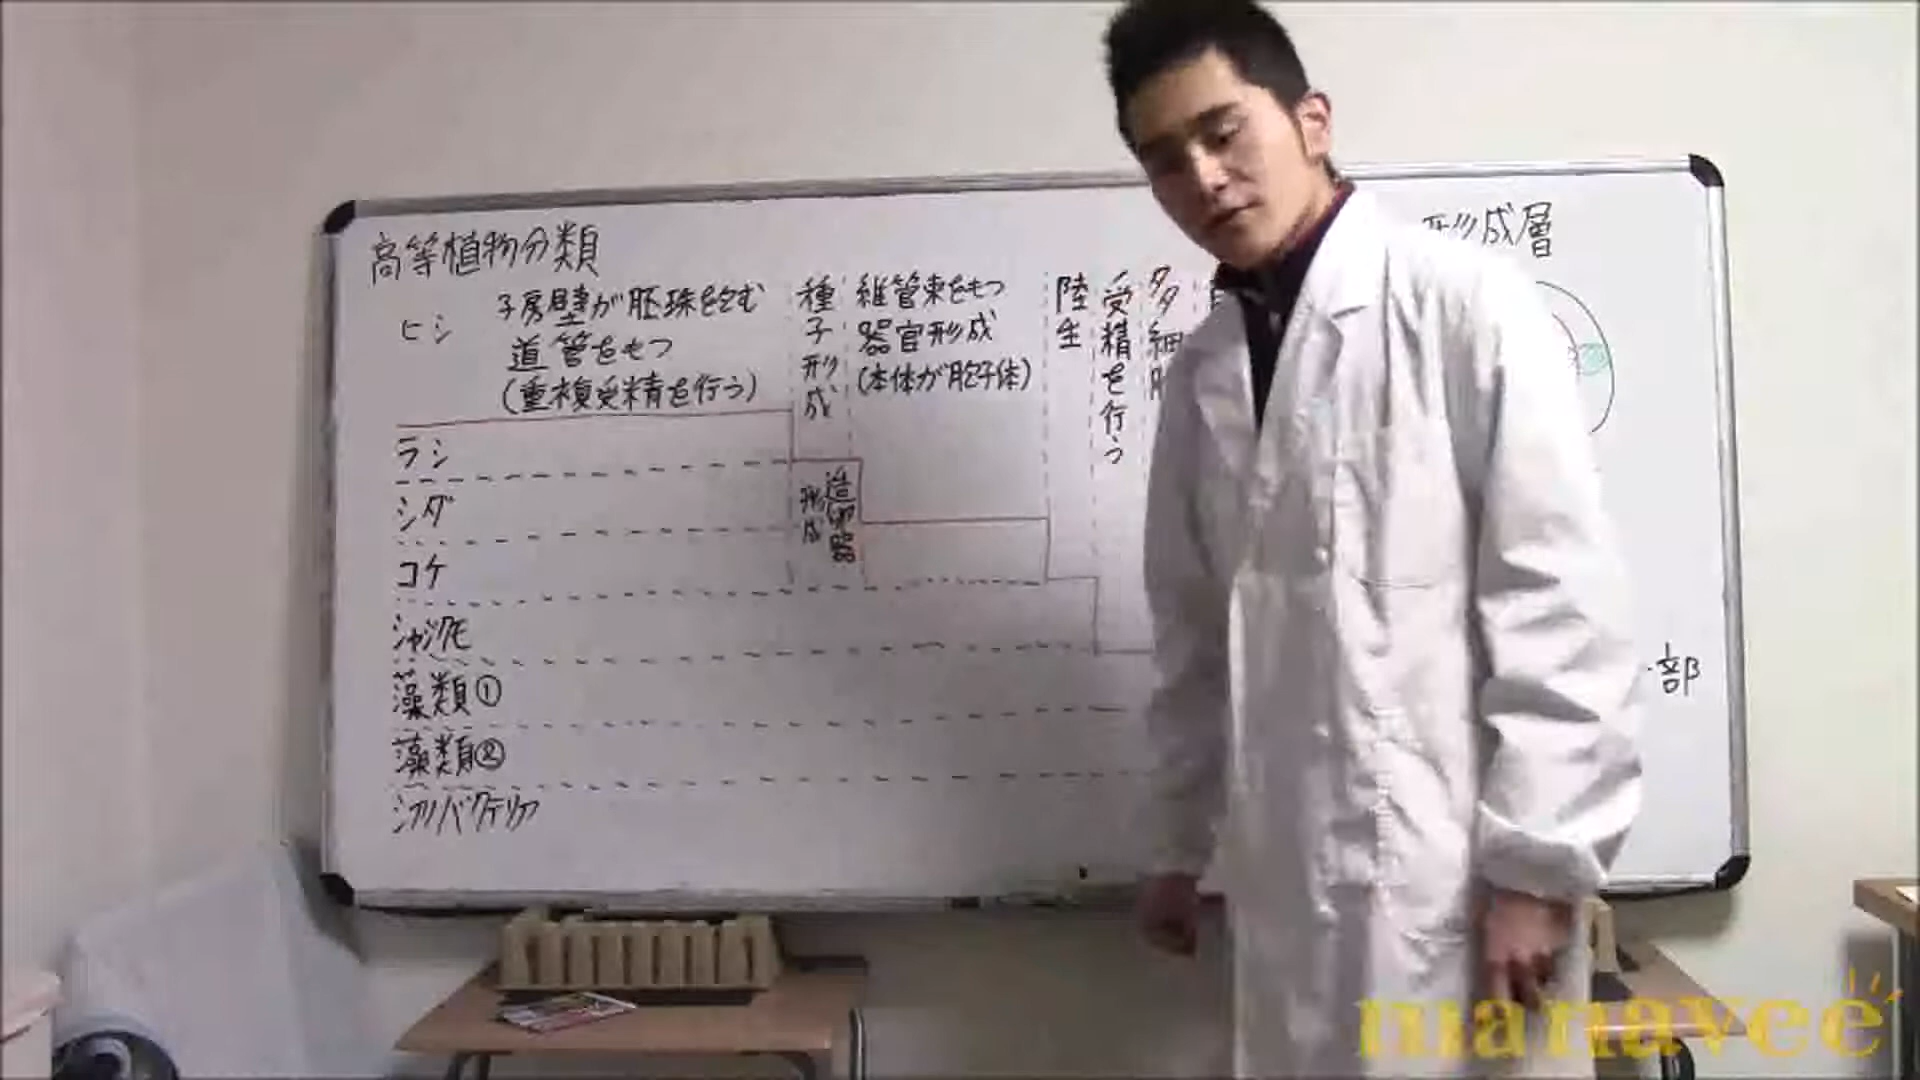 高等植物分類
形成層
ヒシ
子房壁が胚珠を包む
道管をもつ
(重複受精を行う)
種子形成
維管束をもつ
器官形成
(本体が胞子体)
陸生
受精を行う
多細胞
ラシ
シダ
造卵器
形成
コケ
シャジクモ
藻類①
藻類②
シアノバクテリア
部
manavee